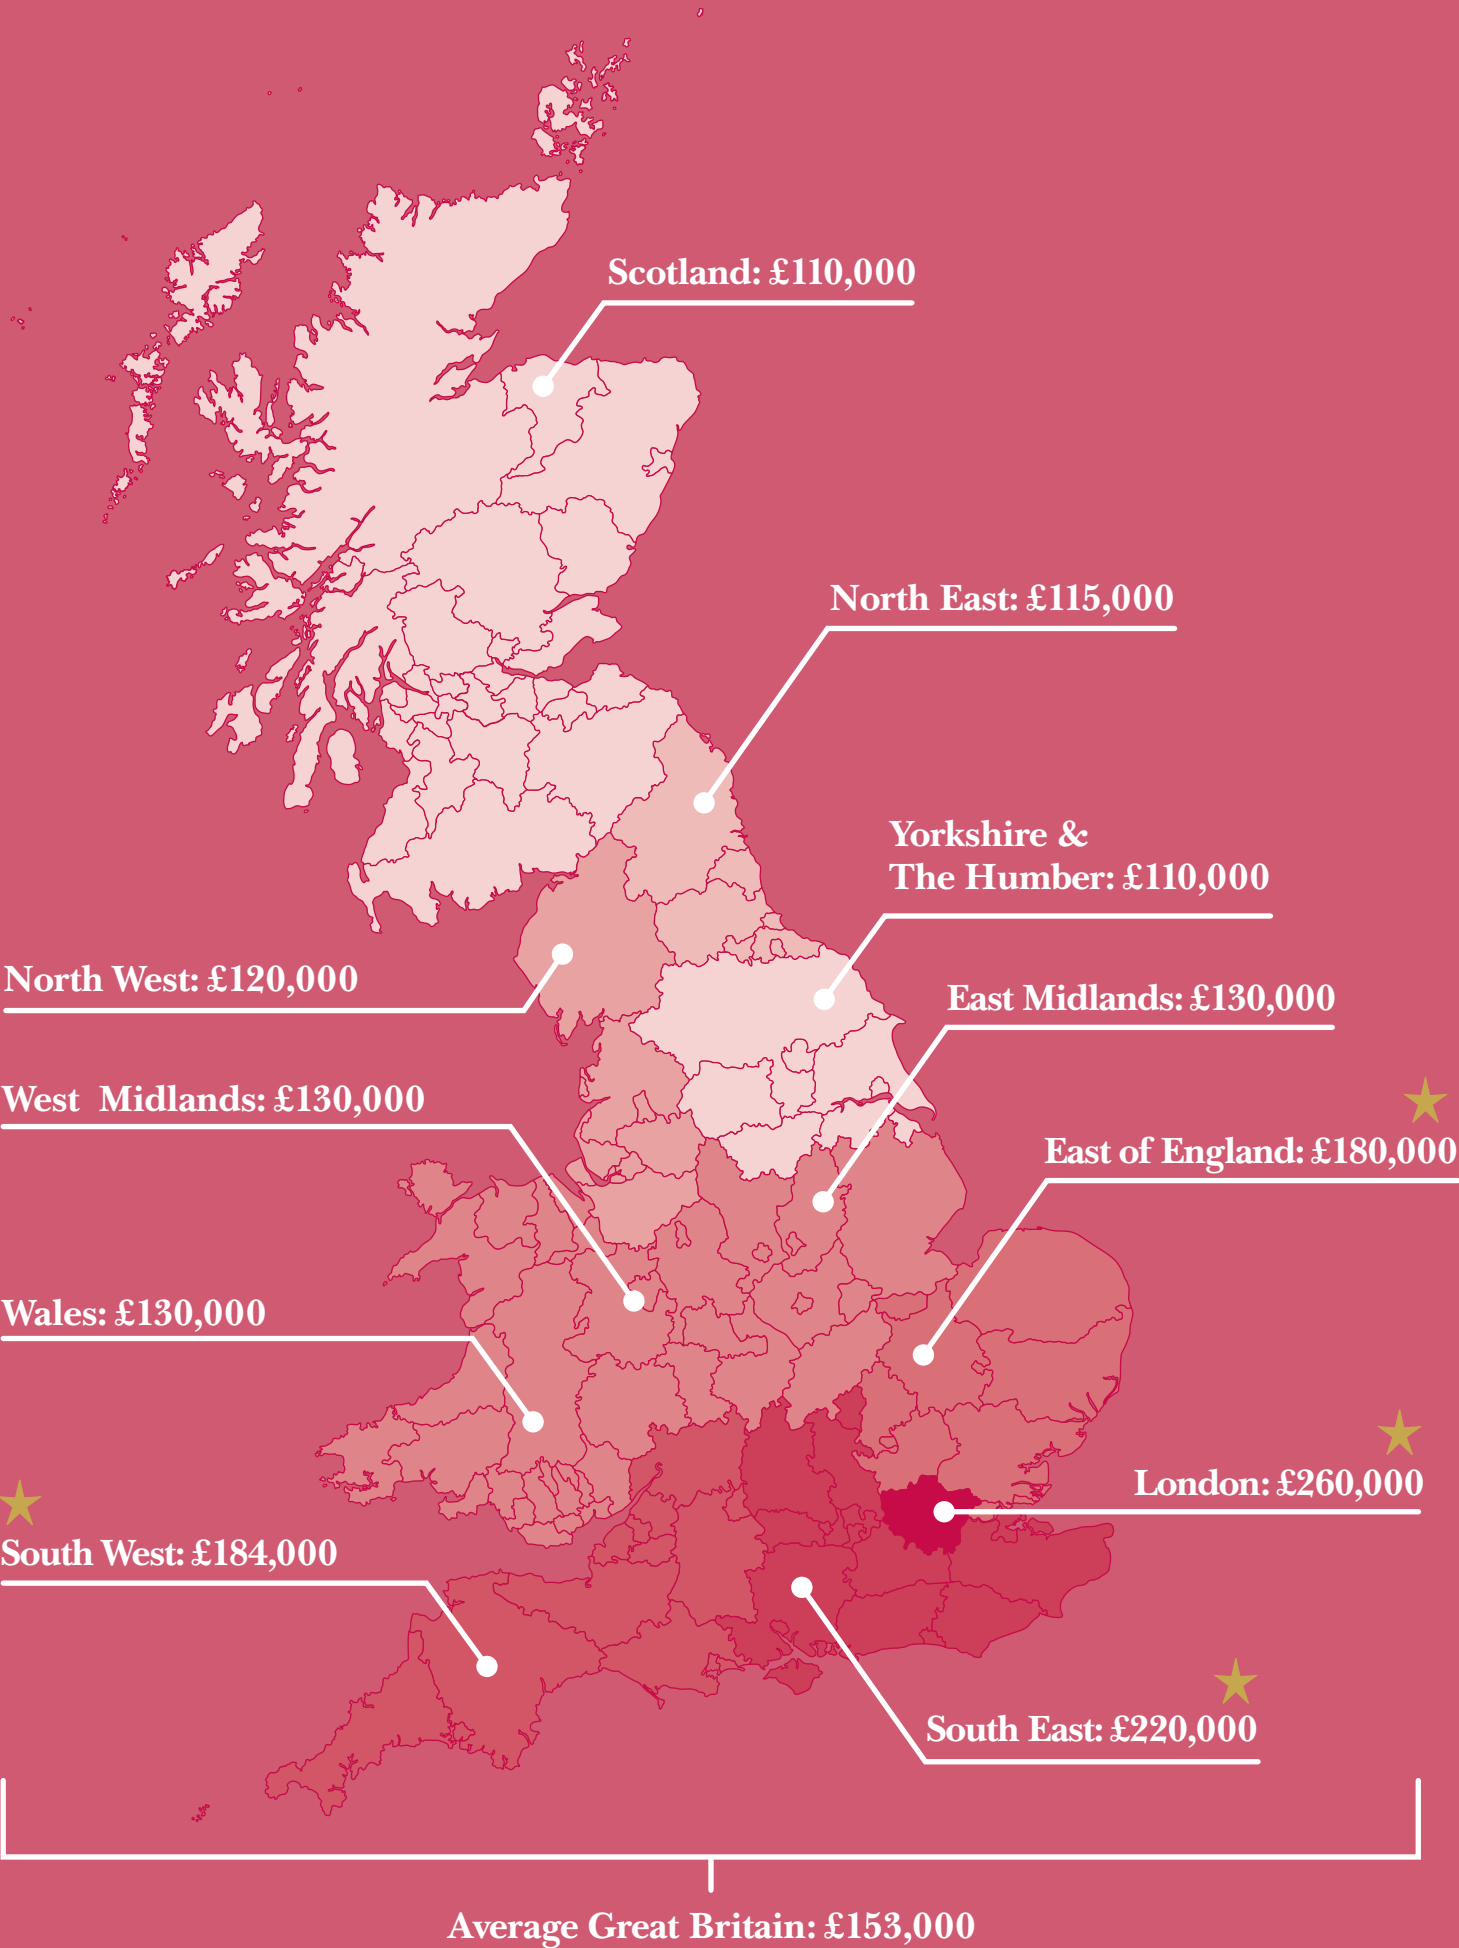 Scotland: £110,000
North East: £115,000
Yorkshire &
The Humber: £110,000
North West: £120,000
East Midlands: £130,000
West Midlands: £130,000
East of England: £180,000
Wales: £130,000
London: £260,000
South West: £184,000
South East: £220,000
Average Great Britain: £153,000